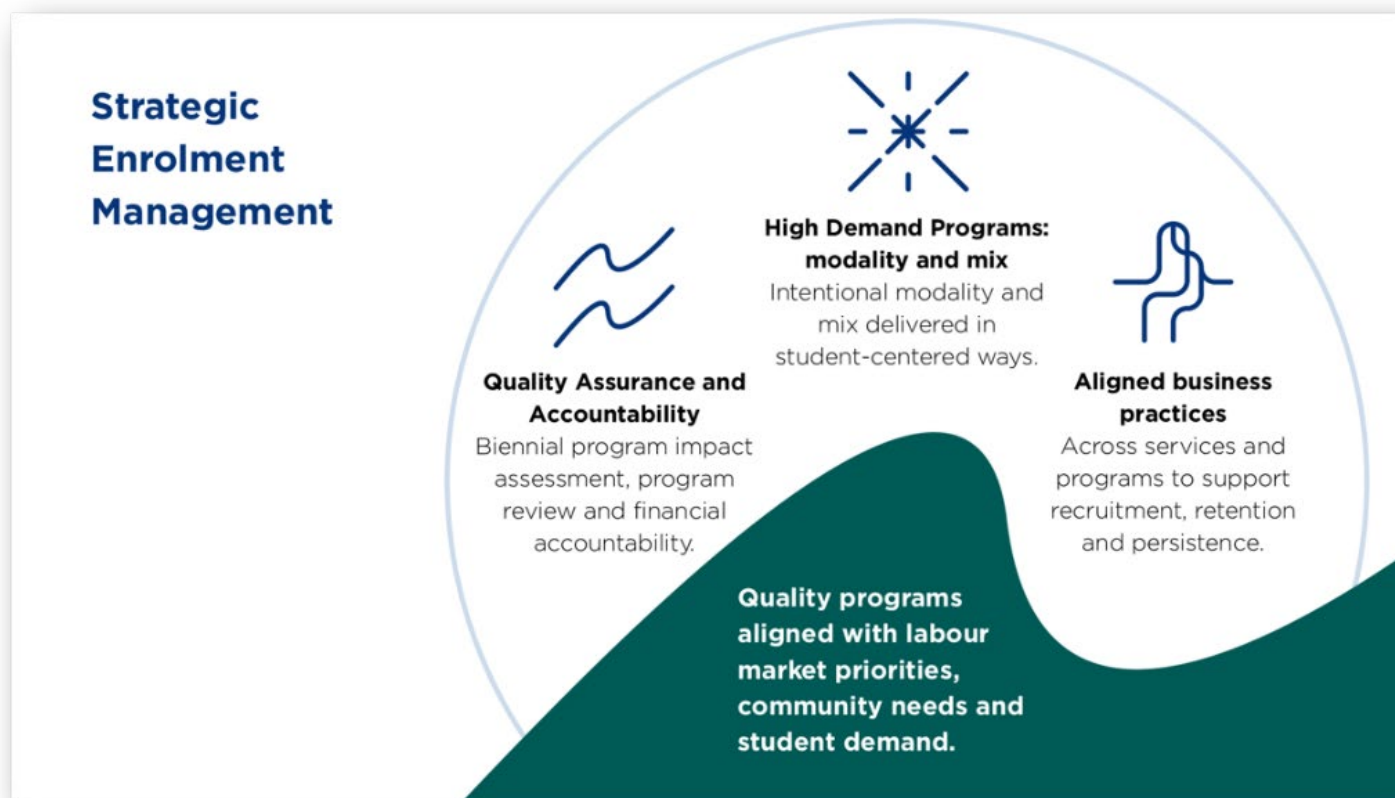 Strategic
Enrolment
Management
High Demand Programs:
modality and mix
Intentional modality and
mix delivered in
student-centered ways.
Quality Assurance and
Accountability
Biennial program impact
assessment, program
review and financial
accountability.
Aligned business
practices
Across services and
programs to support
recruitment, retention
and persistence.
Quality programs
aligned with labour
market priorities,
community needs and
student demand.